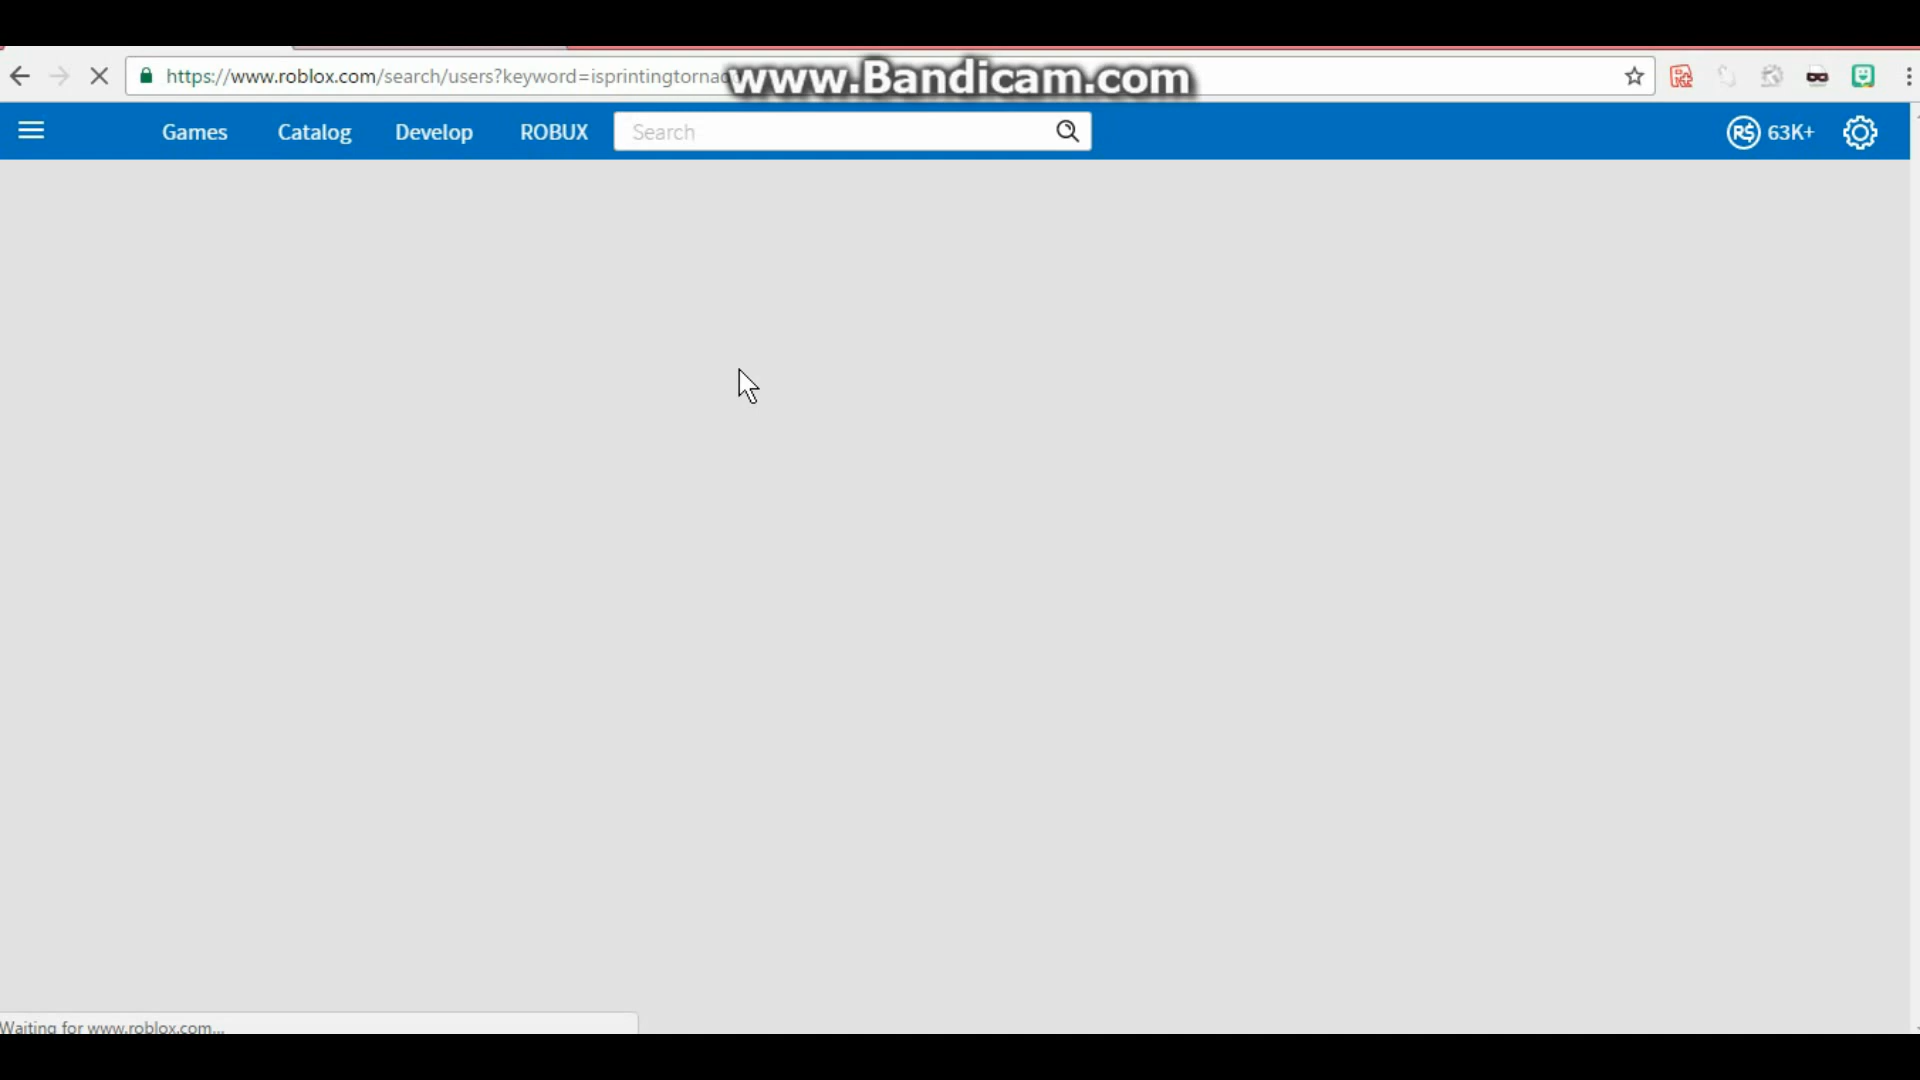 https://www.roblox.com/search/users?keyword=isprintingtornad
www.Bandicam.com
Games
Catalog
Develop
ROBUX
Search
R$ 63K+
Waiting for www.roblox.com...